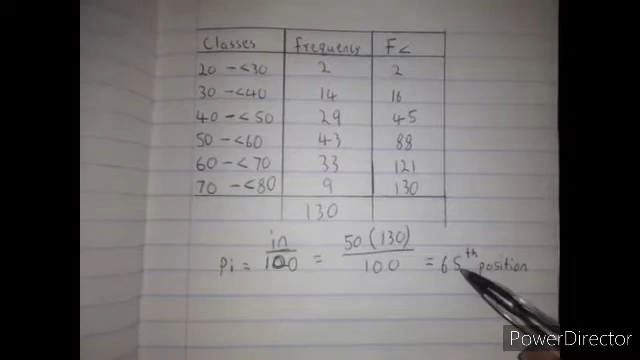 Classes Frequency F<
20 - <30 2 2
30 - <40 14 16
40 - <50 29 45
50 - <60 43 88
60 - <70 33 121
70 - <80 9 130
130
Pi = in/100 = 50(130)/100 = 65th position
PowerDirector